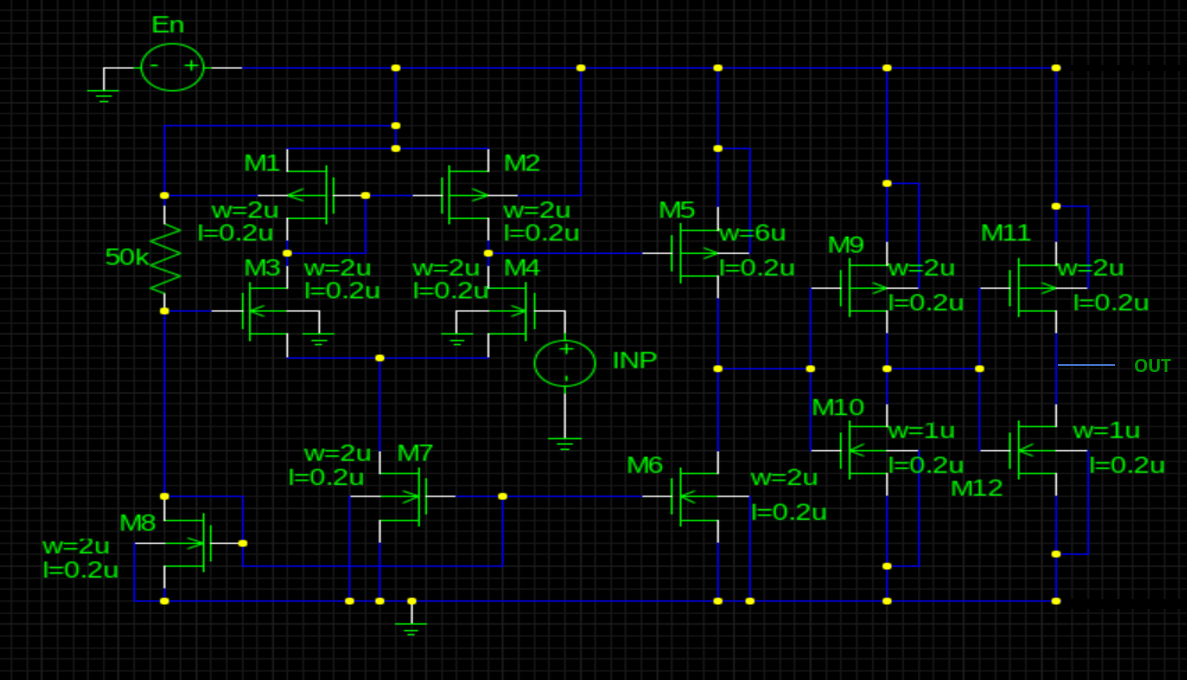 En
M1
M2
w=2u
l=0.2u
w=2u
l=0.2u
M5
w=6u
l=0.2u
M9
w=2u
l=0.2u
M11
w=2u
l=0.2u
50k
M3
w=2u
l=0.2u
w=2u
l=0.2u
M4
+
-
INP
OUT
M10
w=1u
l=0.2u
w=1u
l=0.2u
M12
w=2u
l=0.2u
M7
M6
w=2u
l=0.2u
M8
w=2u
l=0.2u
- +